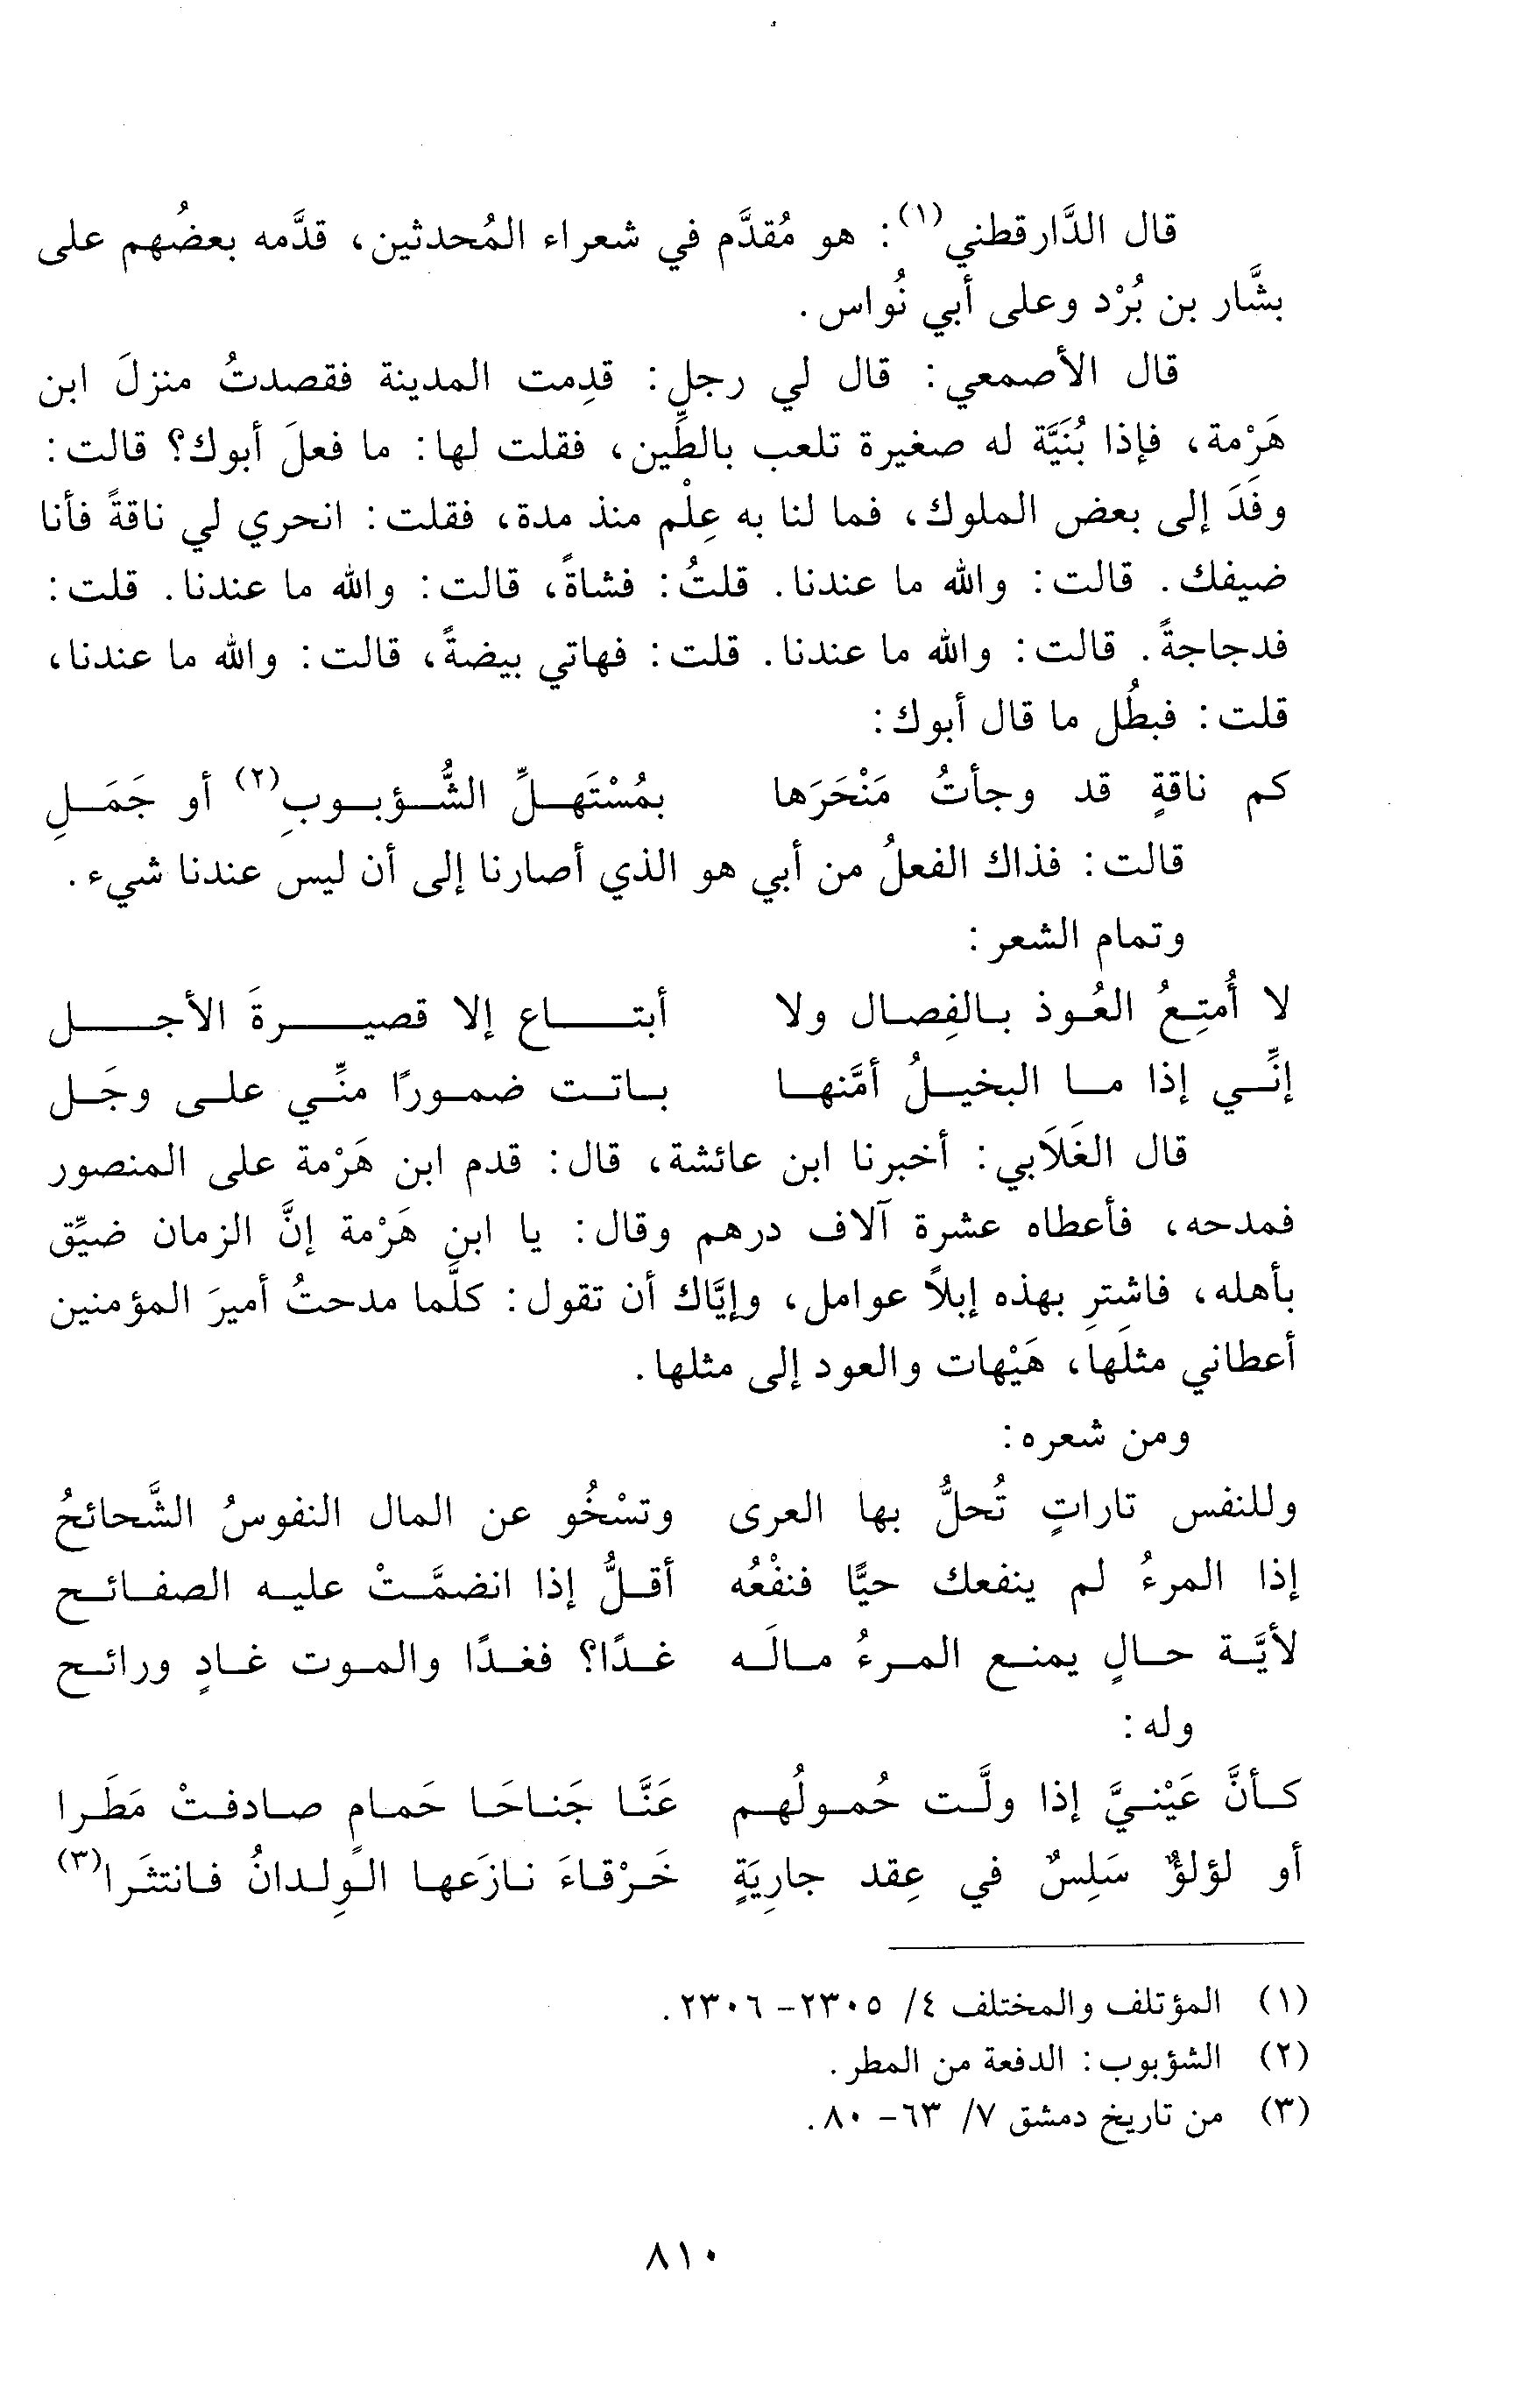 قال الدَّارقطني(١): هو مُقدَّم في شعراء المُحدثين، قدَّمه بعضُهم على
بشَّار بن بُرْد وعلى أبي نُواس.
قال الأصمعي: قال لي رجل: قدِمت المدينة فقصدتُ منزلَ ابن
هَرْمة، فإذا بُنَيَّة له صغيرة تلعب بالطِّين، فقلت لها: ما فعلَ أبوك؟ قالت:
وفَدَ إلى بعض الملوك، فما لنا به عِلْم منذ مدة، فقلت: انحري لي ناقةً فأنا
ضيفك. قالت: والله ما عندنا. قلتُ: فشاةً، قالت: والله ما عندنا. قلت:
فدجاجةً. قالت: والله ما عندنا. قلت: فهاتي بيضةً، قالت: والله ما عندنا،
قلت: فبطُل ما قال أبوك:
كم ناقةٍ قد وجأتُ مَنْحَرَها بمُسْتَهلِّ الشُّؤبوبِ(٢) أو جَمَلِ
قالت: فذاك الفعلُ من أبي هو الذي أصارنا إلى أن ليس عندنا شيء.
وتمام الشعر:
لا أُمتِعُ العُوذ بالفِصال ولا أبتاع إلا قصيرةَ الأجل
إنِّي إذا ما البخيلُ أمَّنها باتت ضمورًا منِّي على وجَل
قال الغَلَابي: أخبرنا ابن عائشة، قال: قدم ابن هَرْمة على المنصور
فمدحه، فأعطاه عشرة آلاف درهم وقال: يا ابن هَرْمة إنَّ الزمان ضيِّق
بأهله، فاشترِ بهذه إبلاً عوامل، وإيَّاك أن تقول: كلَّما مدحتُ أميرَ المؤمنين
أعطاني مثلَها، هَيْهات والعود إلى مثلها.
ومن شعره:
وللنفس تاراتٍ تُحلُّ بها العرى وتسْخُو عن المال النفوسُ الشَّحائحُ
إذا المرءُ لم ينفعك حيًّا فنفْعُه أقلُّ إذا انضمَّتْ عليه الصفائح
لأيَّة حالٍ يمنع المرءُ مالَه غدًا؟ فغدًا والموت غادٍ ورائح
وله:
كأنَّ عَيْنيَّ إذا ولَّت حُمولُهم عَنَّا جَناحَا حَمامٍ صادفتْ مَطَرا
أو لؤلؤٌ سَلِسٌ في عِقد جارِيَةٍ خَرْقاءَ نازَعها الوِلدانُ فانتثَرا(٣)
(١) المؤتلف والمختلف ٤/ ٢٣٠٥- ٢٣٠٦.
(٢) الشؤبوب: الدفعة من المطر.
(٣) من تاريخ دمشق ٧/ ٦٣- ٨٠.
٨١٠